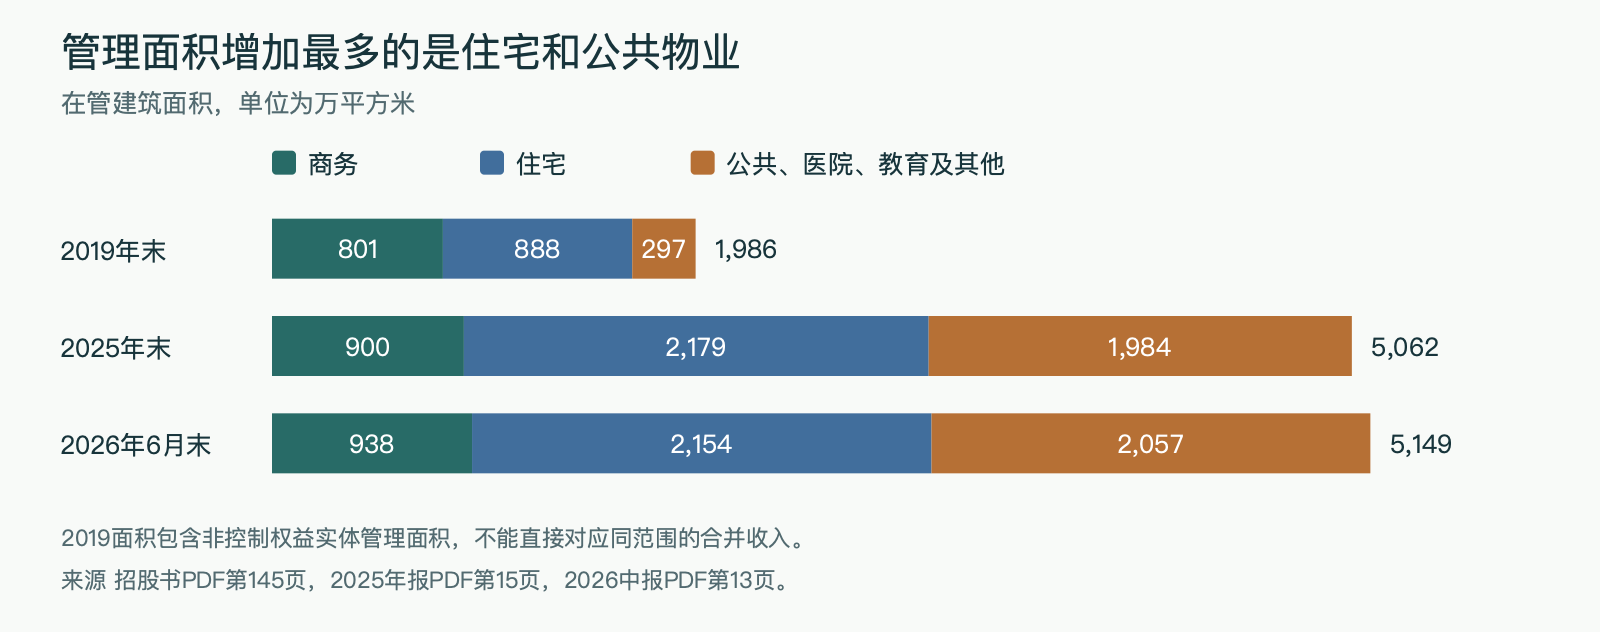 管理面积增加最多的是住宅和公共物业
在管建筑面积，单位为万平方米
商务 住宅 公共、医院、教育及其他
2019年末 801 888 297 1,986
2025年末 900 2,179 1,984 5,062
2026年6月末 938 2,154 2,057 5,149
2019面积包含非控制权益实体管理面积，不能直接对应同范围的合并收入。
来源 招股书PDF第145页，2025年报PDF第15页，2026中报PDF第13页。